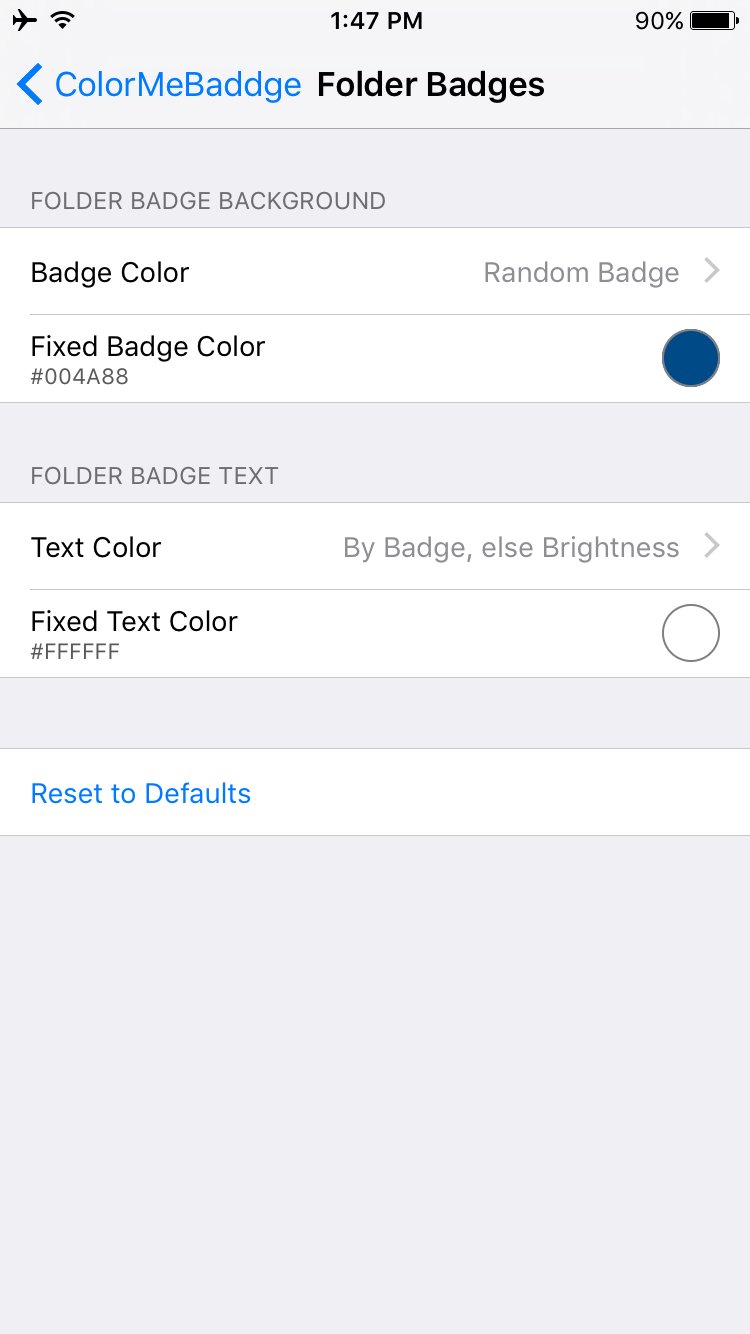 1:47 PM 90%
ColorMeBaddge Folder Badges
FOLDER BADGE BACKGROUND
Badge Color Random Badge
Fixed Badge Color
#004A88
FOLDER BADGE TEXT
Text Color By Badge, else Brightness
Fixed Text Color
#FFFFFF
Reset to Defaults